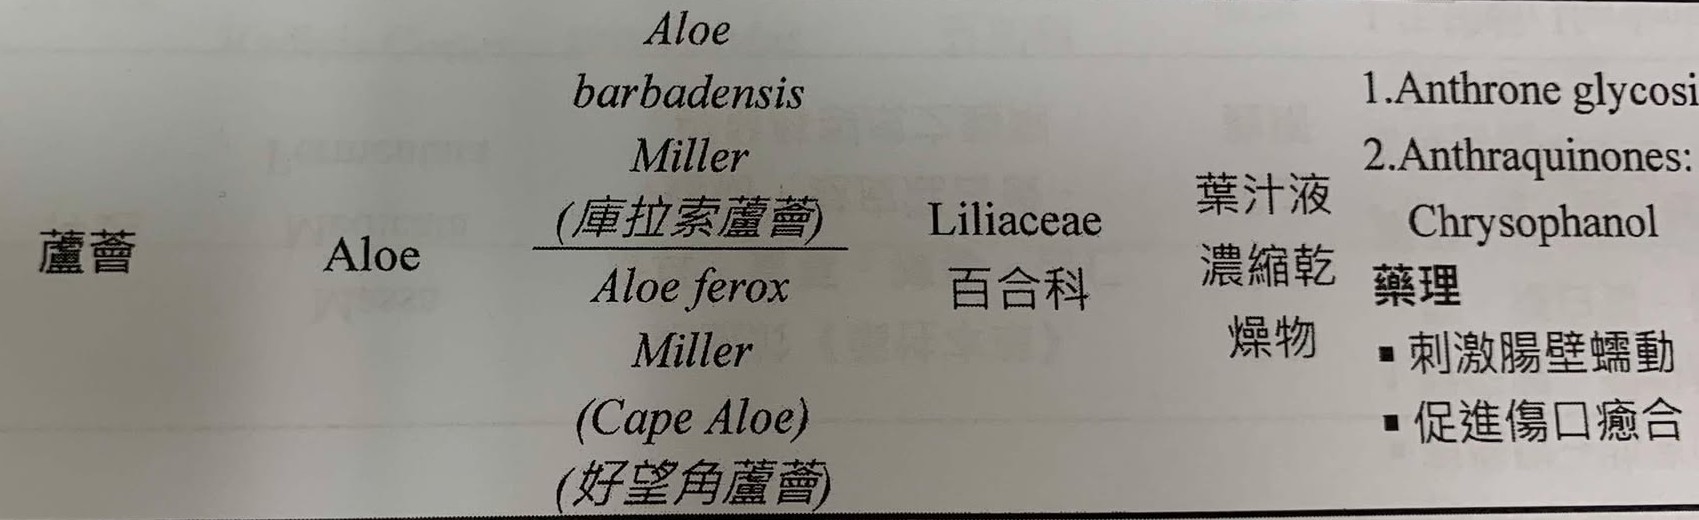 蘆薈
Aloe
Aloe
barbadensis
Miller
(庫拉索蘆薈)
Aloe ferox
Miller
(Cape Aloe)
(好望角蘆薈)
Liliaceae
百合科
葉汁液
濃縮乾
燥物
1.Anthrone glycosi
2.Anthraquinones:
Chrysophanol
藥理
▪ 刺激腸壁蠕動
▪ 促進傷口癒合